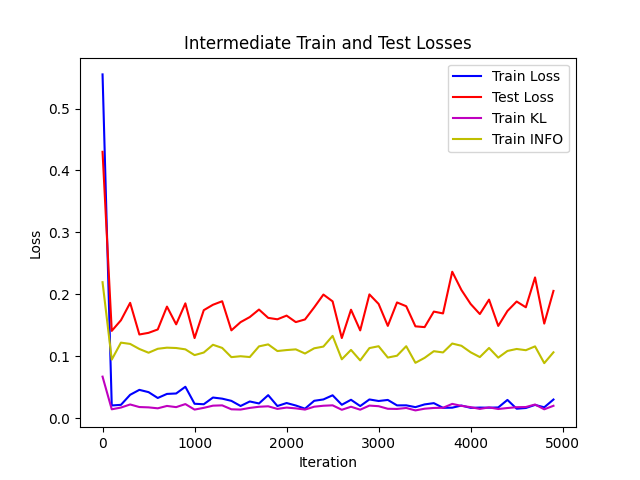 Intermediate Train and Test Losses
Train Loss
Test Loss
Train KL
Train INFO
Loss
0.5
0.4
0.3
0.2
0.1
0.0
0
1000
2000
3000
4000
5000
Iteration